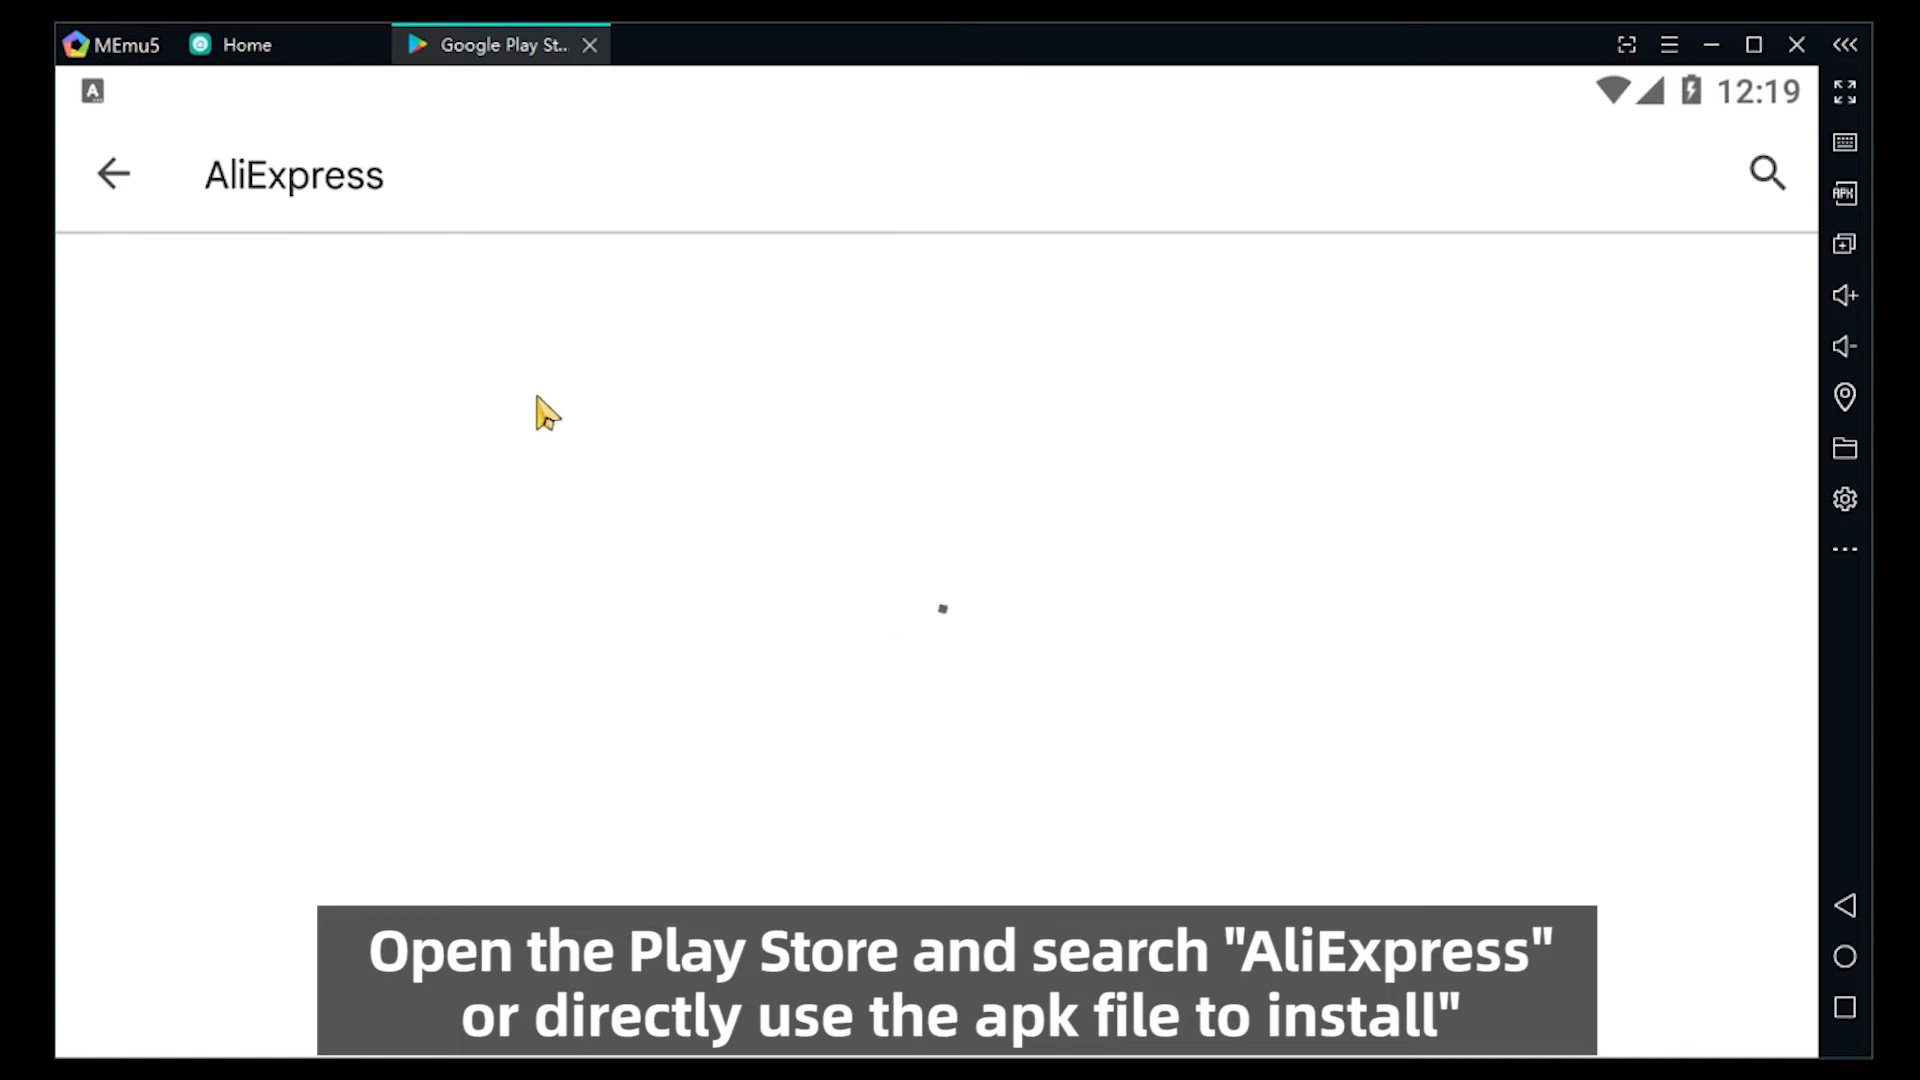 MEmu5 Home Google Play St..
A
12:19
AliExpress
APK
Open the Play Store and search "AliExpress"
or directly use the apk file to install"